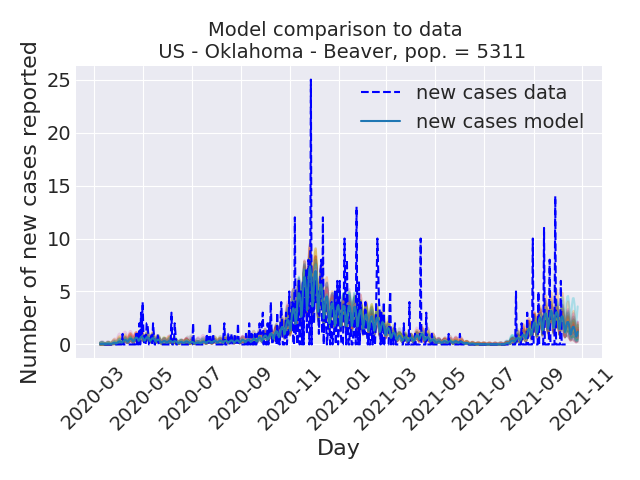 Model comparison to data
US - Oklahoma - Beaver, pop. = 5311
Number of new cases reported
25
20
15
10
5
0
new cases data
new cases model
2020-03
2020-05
2020-07
2020-09
2020-11
2021-01
2021-03
2021-05
2021-07
2021-09
2021-11
Day